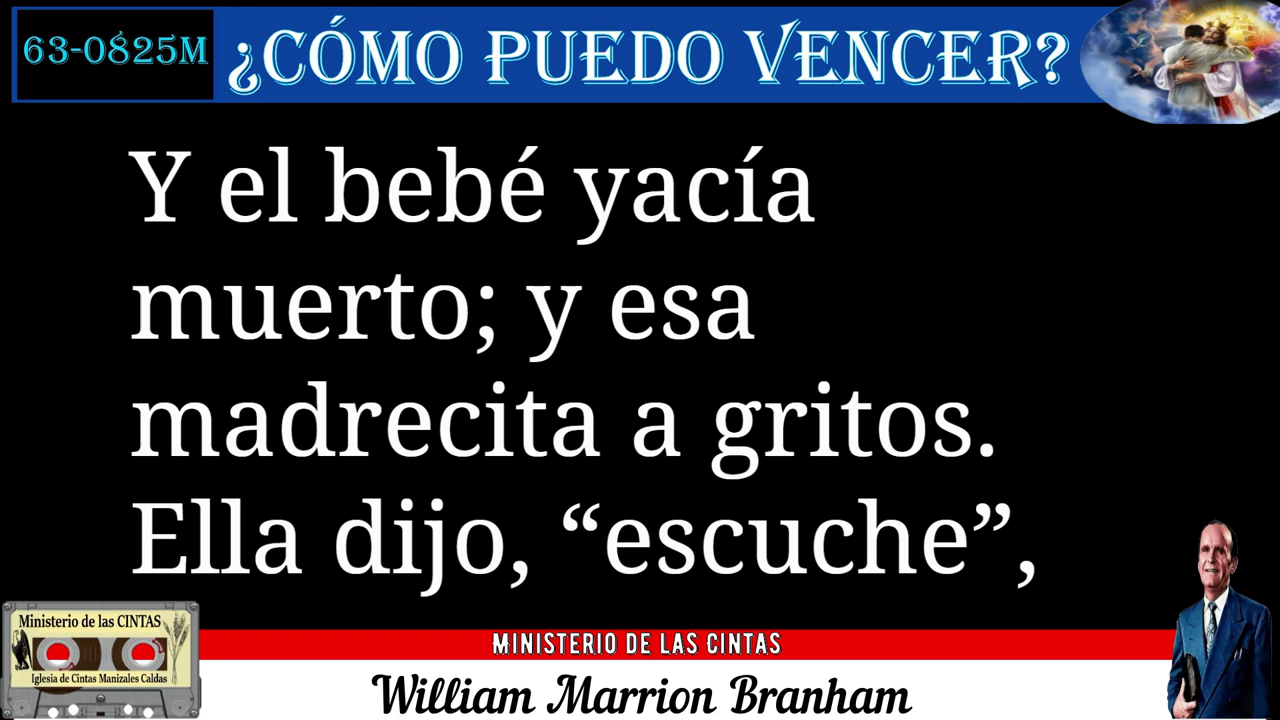 63-0825M
¿CÓMO PUEDO VENCER?
Y el bebé yacía
muerto; y esa
madrecita a gritos.
Ella dijo, “escuche”,
Ministerio de las CINTAS
Iglesia de Cintas Manizales Caldas
MINISTERIO DE LAS CINTAS
William Marrion Branham